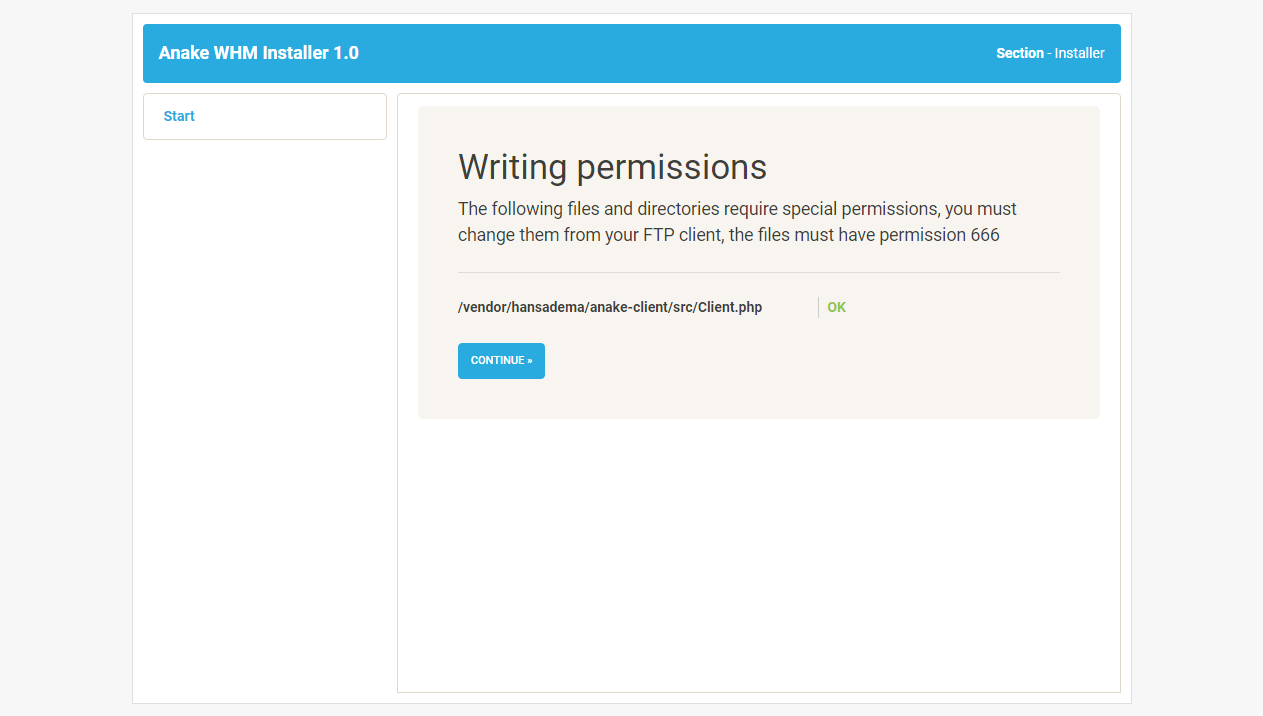 Anake WHM Installer 1.0
Section - Installer
Start
Writing permissions
The following files and directories require special permissions, you must
change them from your FTP client, the files must have permission 666
/vendor/hansadema/anake-client/src/Client.php
OK
CONTINUE »